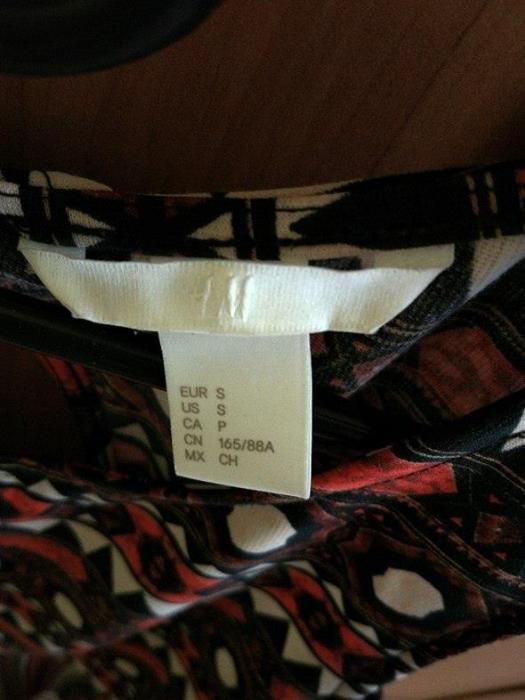 EUR S
US S
CA P
CN 165/88A
MX CH